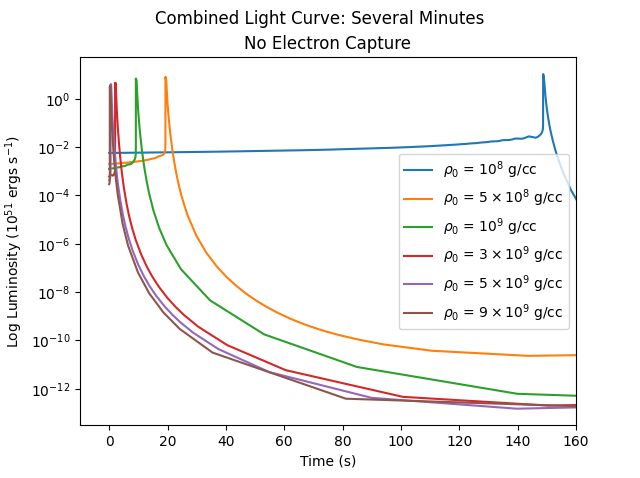 Combined Light Curve: Several Minutes
No Electron Capture
Log Luminosity (10⁵¹ ergs s⁻¹)
10⁰
10⁻²
10⁻⁴
10⁻⁶
10⁻⁸
10⁻¹⁰
10⁻¹²
ρ₀ = 10⁸ g/cc
ρ₀ = 5 × 10⁸ g/cc
ρ₀ = 10⁹ g/cc
ρ₀ = 3 × 10⁹ g/cc
ρ₀ = 5 × 10⁹ g/cc
ρ₀ = 9 × 10⁹ g/cc
0 20 40 60 80 100 120 140 160
Time (s)